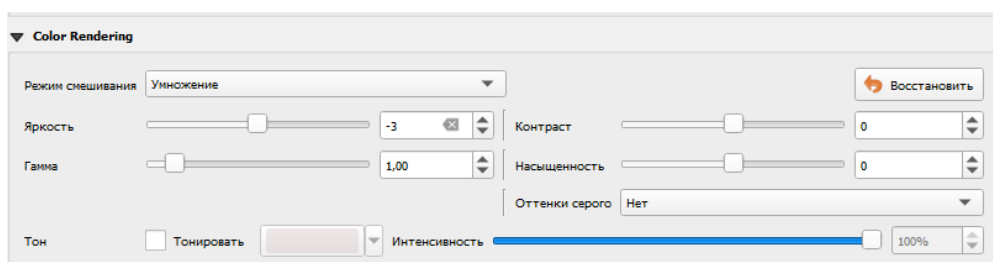 Color Rendering
Режим смешивания Умножение Восстановить
Яркость -3 Контраст 0
Гамма 1,00 Насыщенность 0
Оттенки серого Нет
Тон Тонировать Интенсивность 100%